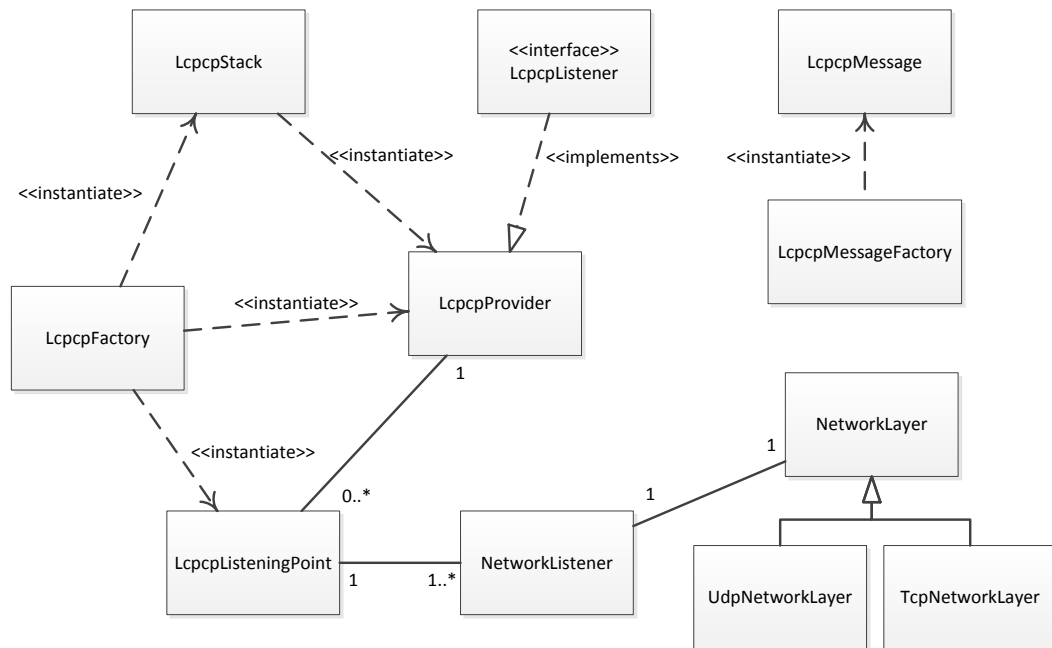 LcpcpStack
<<interface>>
LcpcpListener
LcpcpMessage
<<instantiate>>
<<implements>>
<<instantiate>>
<<instantiate>>
LcpcpMessageFactory
LcpcpProvider
<<instantiate>>
LcpcpFactory
1
<<instantiate>>
NetworkLayer
1
0..*
1
LcpcpListeningPoint
1
1..*
NetworkListener
UdpNetworkLayer
TcpNetworkLayer